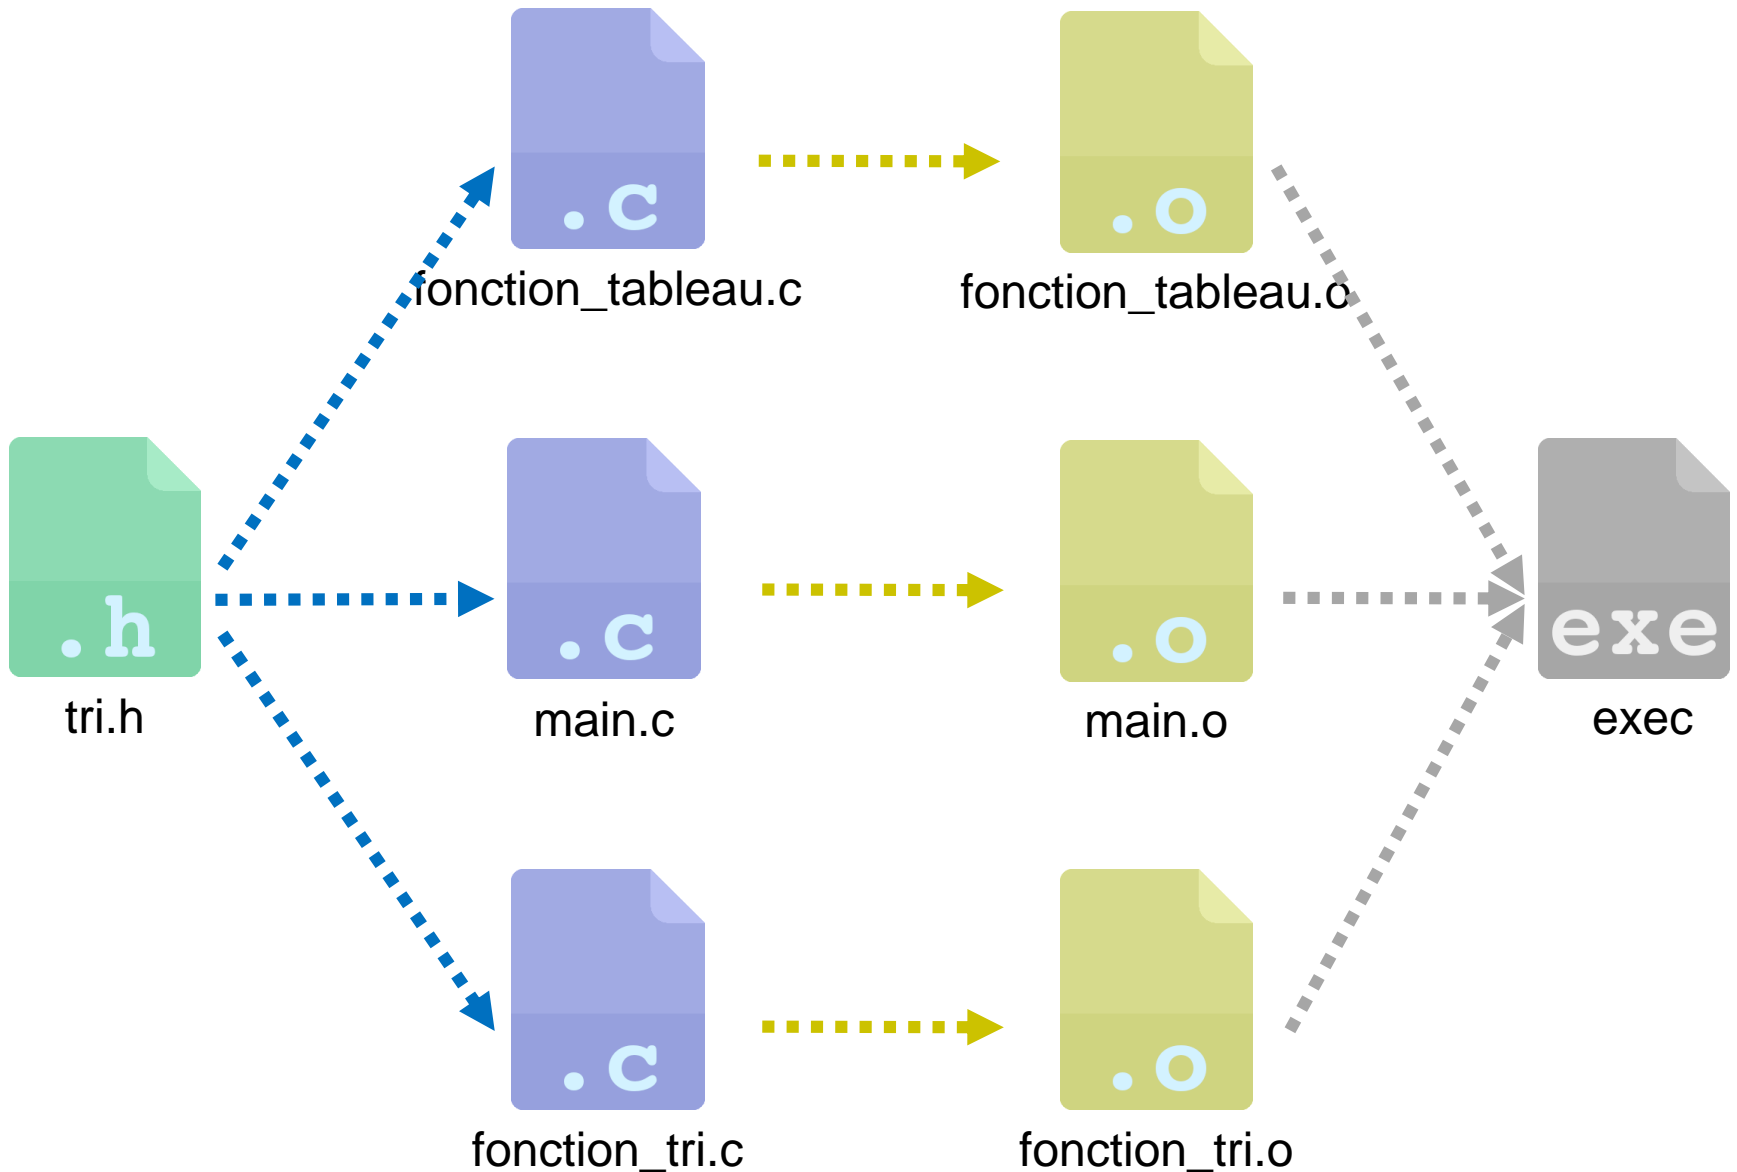 .c
.o
fonction_tableau.c
fonction_tableau.o
.h
.c
.o
exe
tri.h
main.c
main.o
exec
.c
.o
fonction_tri.c
fonction_tri.o